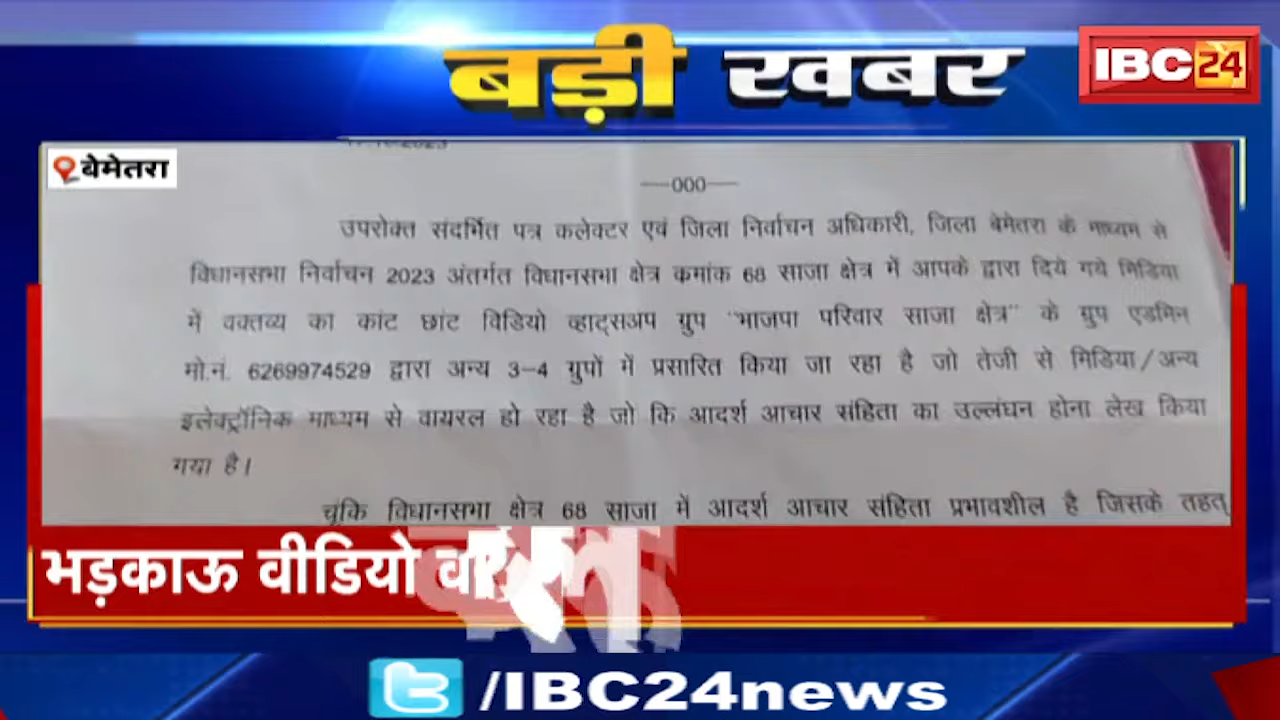 बड़ी खबर
IBC24
बेमेतरा
—000—
उपरोक्त संदर्भित पत्र कलेक्टर एवं जिला निर्वाचन अधिकारी, जिला बेमेतरा के माध्यम से
विधानसभा निर्वाचन 2023 अंतर्गत विधानसभा क्षेत्र कमांक 68 साजा क्षेत्र में आपके द्वारा दिये गये मिडिया
में वक्तव्य का कांट छांट विडियो व्हाट्सअप ग्रुप "भाजपा परिवार साजा क्षेत्र" के ग्रुप एडमिन
मो.नं. 6269974529 द्वारा अन्य 3-4 ग्रुपों में प्रसारित किया जा रहा है जो तेजी से मिडिया/अन्य
इलेक्ट्रॉनिक माध्यम से वायरल हो रहा है जो कि आदर्श आचार संहिता का उल्लंघन होना लेख किया
गया है।
चूंकि विधानसभा क्षेत्र 68 साजा में आदर्श आचार संहिता प्रभावशील है जिसके तहत्
भड़काऊ वीडियो
/IBC24news